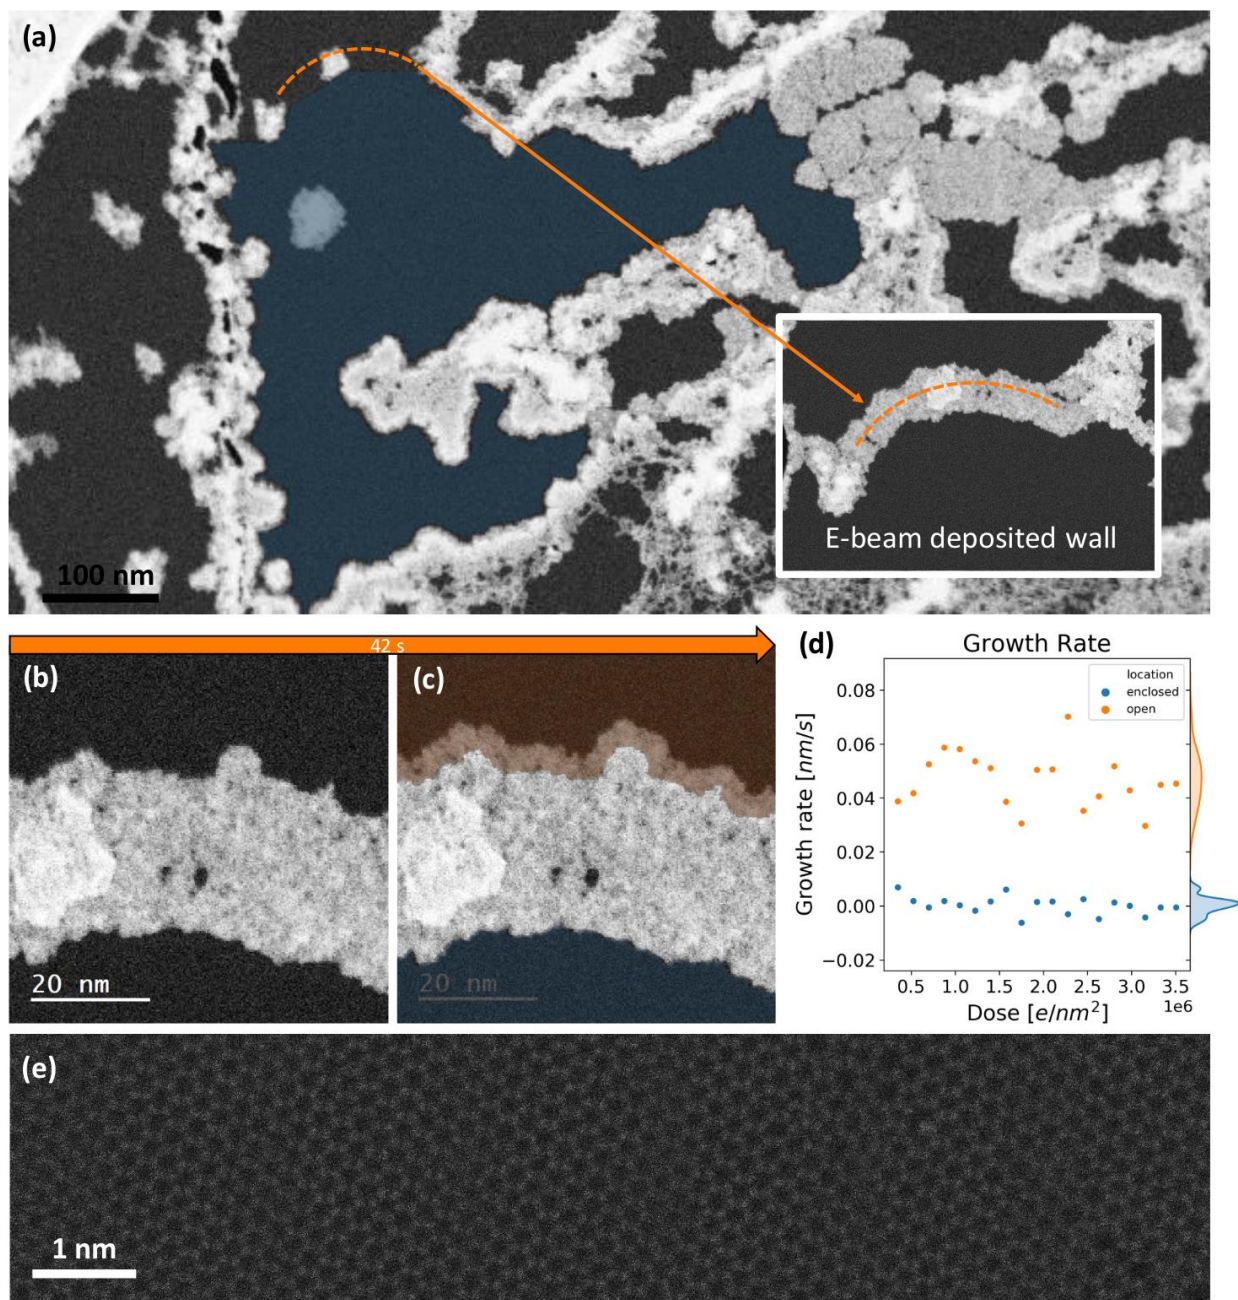 (a)
100 nm
E-beam deposited wall
42 s
(b)
20 nm
(c)
20 nm
(d)
Growth Rate
location
enclosed
open
Growth rate [nm/s]
0.08
0.06
0.04
0.02
0.00
−0.02
0.5 1.0 1.5 2.0 2.5 3.0 3.5
1e6
Dose [e/nm²]
(e)
1 nm